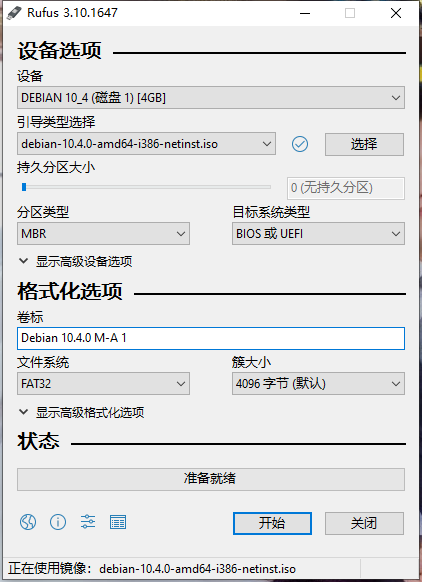 Rufus 3.10.1647
设备选项
设备
DEBIAN 10_4 (磁盘 1) [4GB]
引导类型选择
debian-10.4.0-amd64-i386-netinst.iso
选择
持久分区大小
0 (无持久分区)
分区类型
目标系统类型
MBR
BIOS 或 UEFI
显示高级设备选项
格式化选项
卷标
Debian 10.4.0 M-A 1
文件系统
簇大小
FAT32
4096 字节 (默认)
显示高级格式化选项
状态
准备就绪
开始
关闭
正在使用镜像: debian-10.4.0-amd64-i386-netinst.iso